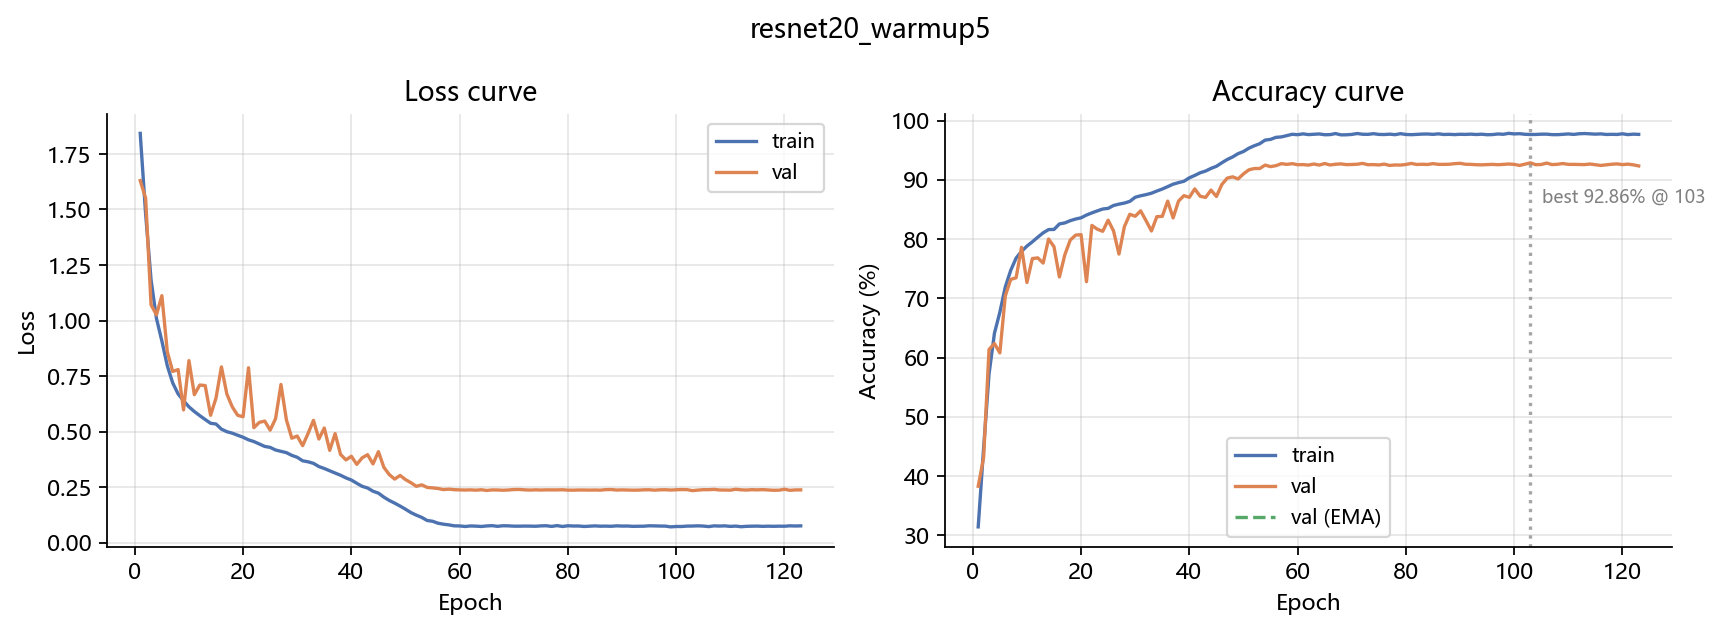 resnet20_warmup5
Loss curve
train
val
1.75
1.50
1.25
1.00
0.75
0.50
0.25
0.00
Loss
0 20 40 60 80 100 120
Epoch
Accuracy curve
100
90
80
70
60
50
40
30
Accuracy (%)
best 92.86% @ 103
train
val
val (EMA)
0 20 40 60 80 100 120
Epoch